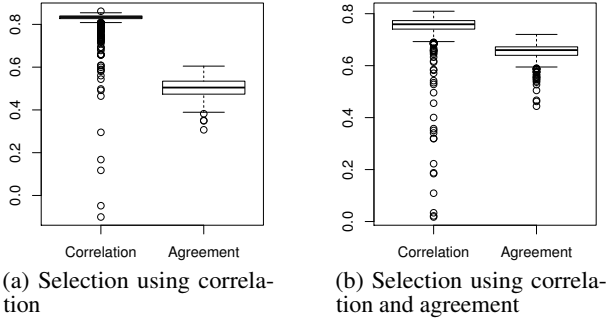 0.0 0.2 0.4 0.6 0.8
Correlation Agreement
(a) Selection using correla-
tion
0.0 0.2 0.4 0.6 0.8
Correlation Agreement
(b) Selection using correla-
tion and agreement